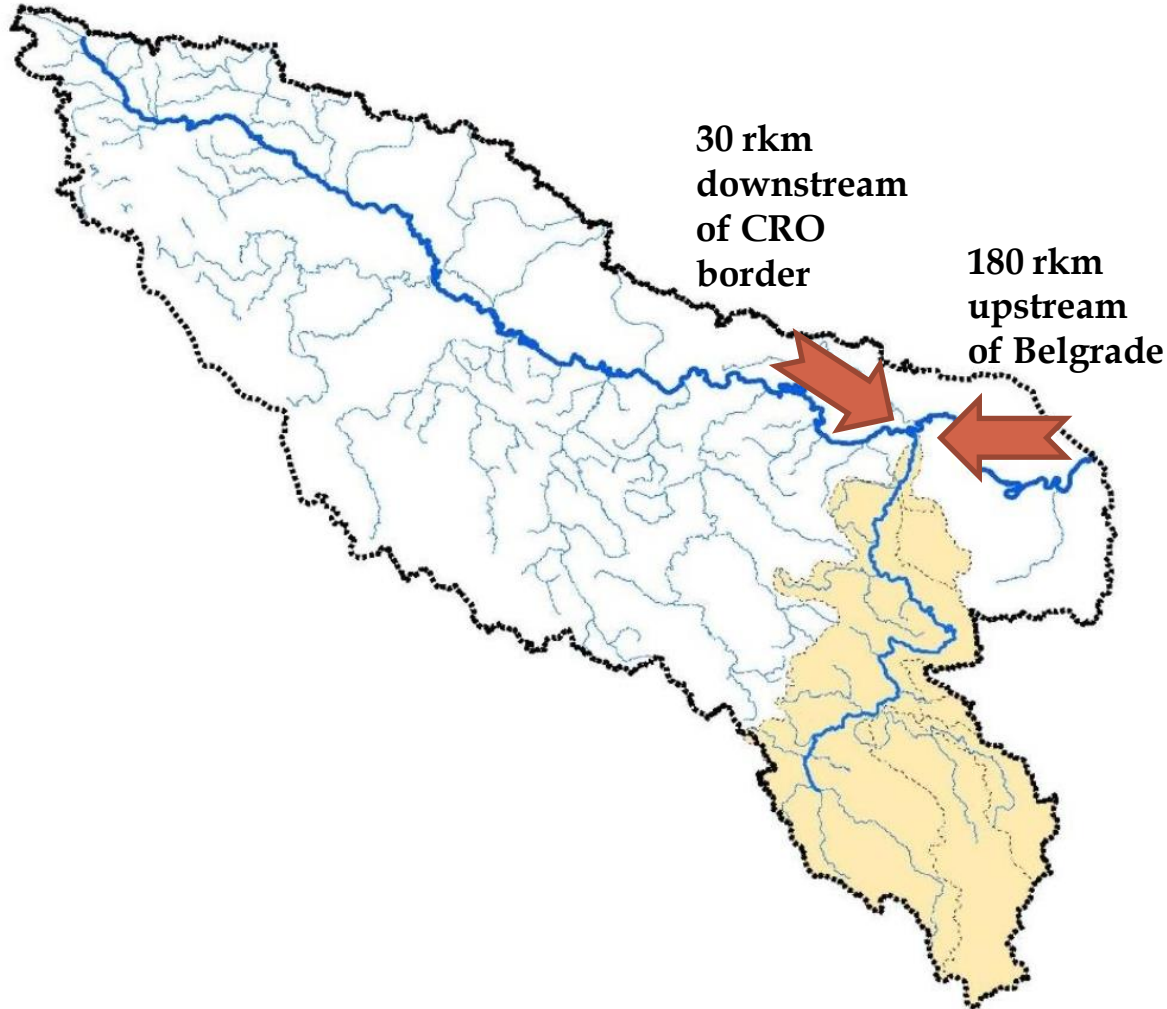 30 rkm
downstream
of CRO
border
180 rkm
upstream
of Belgrade